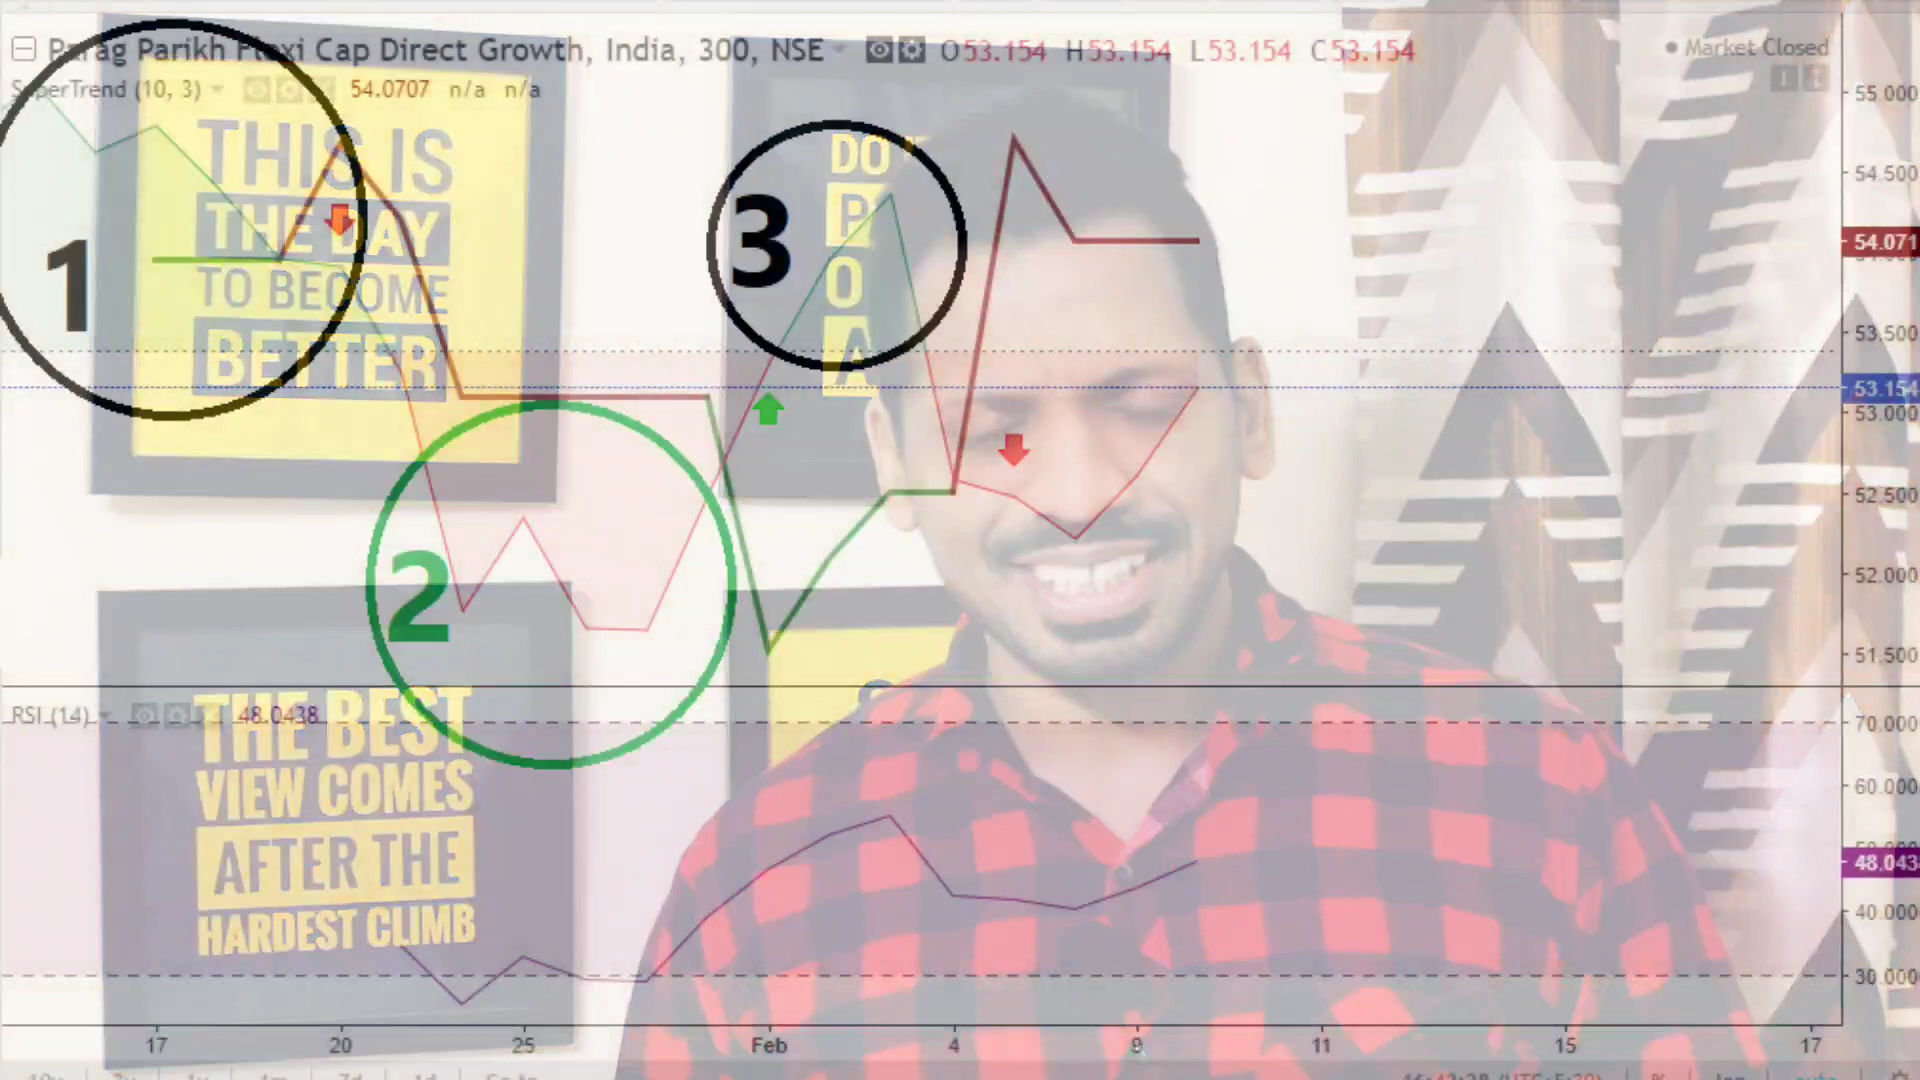 Parag Parikh Flexi Cap Direct Growth, India, 300, NSE O53.154 H53.154 L53.154 C53.154
Market Closed
SuperTrend (10, 3) 54.0707 n/a n/a
THIS IS
THE DAY
TO BECOME
BETTER
1
2
3
DO
P
O
A
55.000
54.500
54.071
53.500
53.154
53.000
52.500
52.000
51.500
RSI (14) 48.0438
THE BEST
VIEW COMES
AFTER THE
HARDEST CLIMB
70.000
60.000
48.043
40.000
30.000
17 20 25 Feb 4 9 11 15 17